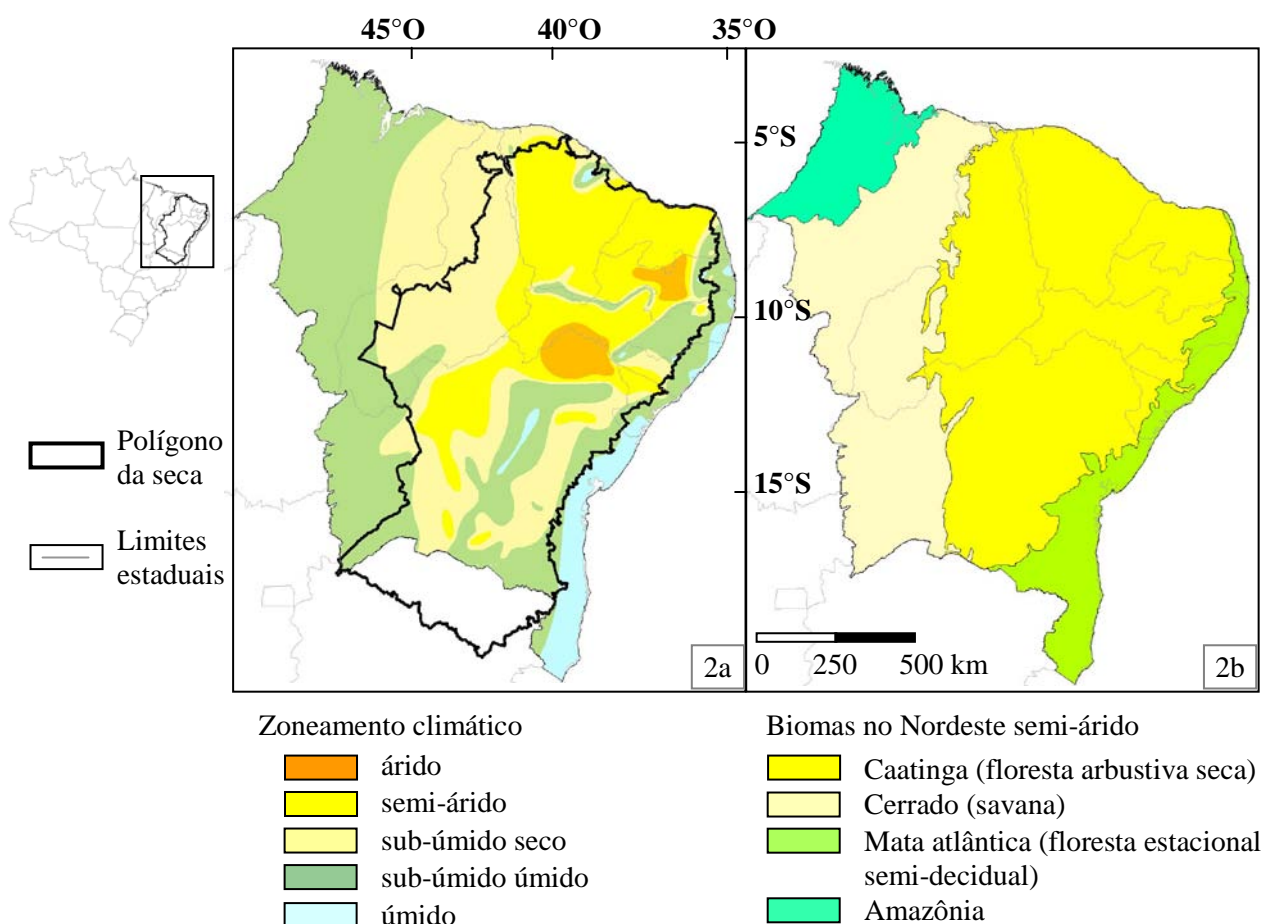 45°O 40°O 35°O
5°S
10°S
15°S
Polígono
da seca
Limites
estaduais
2a
0 250 500 km
2b
Zoneamento climático
árido
semi-árido
sub-úmido seco
sub-úmido úmido
úmido
Biomas no Nordeste semi-árido
Caatinga (floresta arbustiva seca)
Cerrado (savana)
Mata atlântica (floresta estacional
semi-decidual)
Amazônia